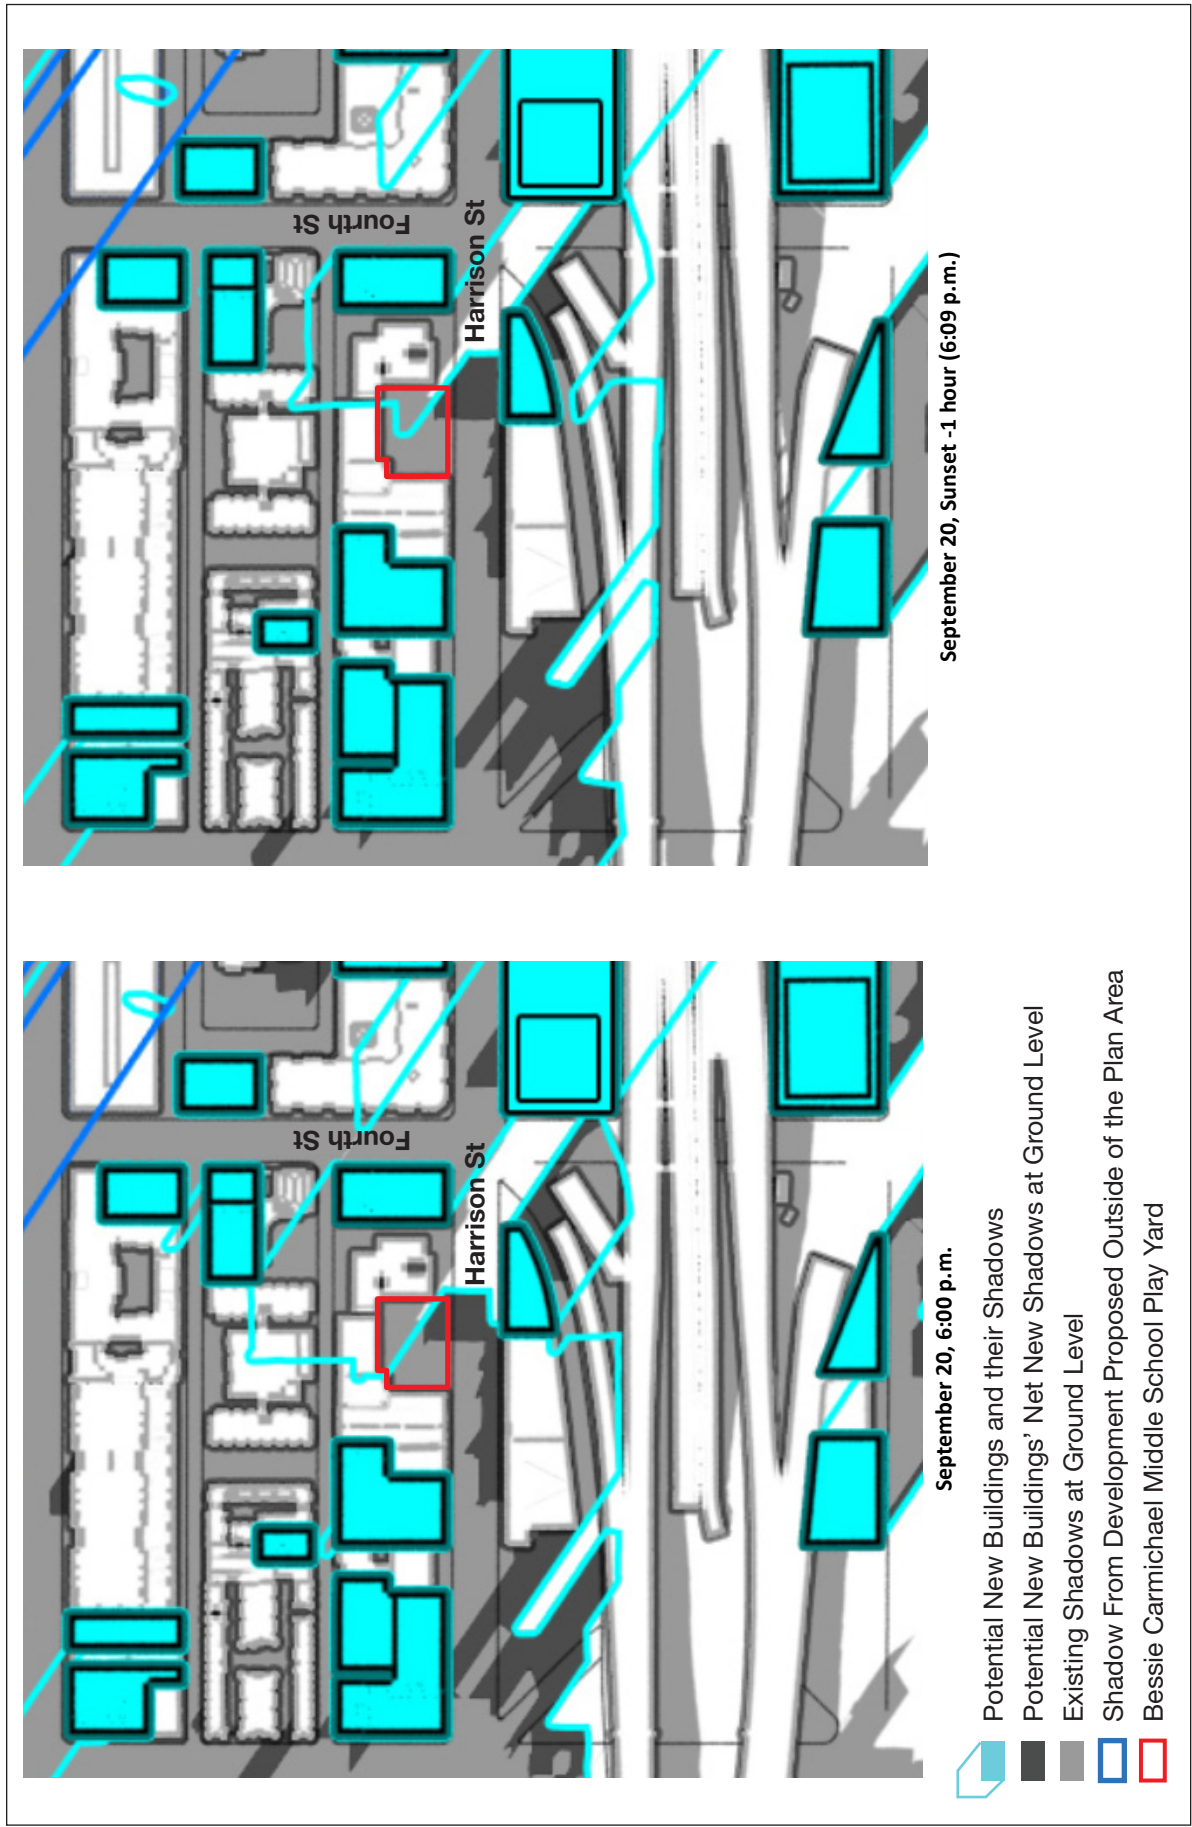 Fourth St
Harrison St
September 20, 6:00 p.m.
Fourth St
Harrison St
September 20, Sunset -1 hour (6:09 p.m.)
Potential New Buildings and their Shadows
Potential New Buildings’ Net New Shadows at Ground Level
Existing Shadows at Ground Level
Shadow From Development Proposed Outside of the Plan Area
Bessie Carmichael Middle School Play Yard